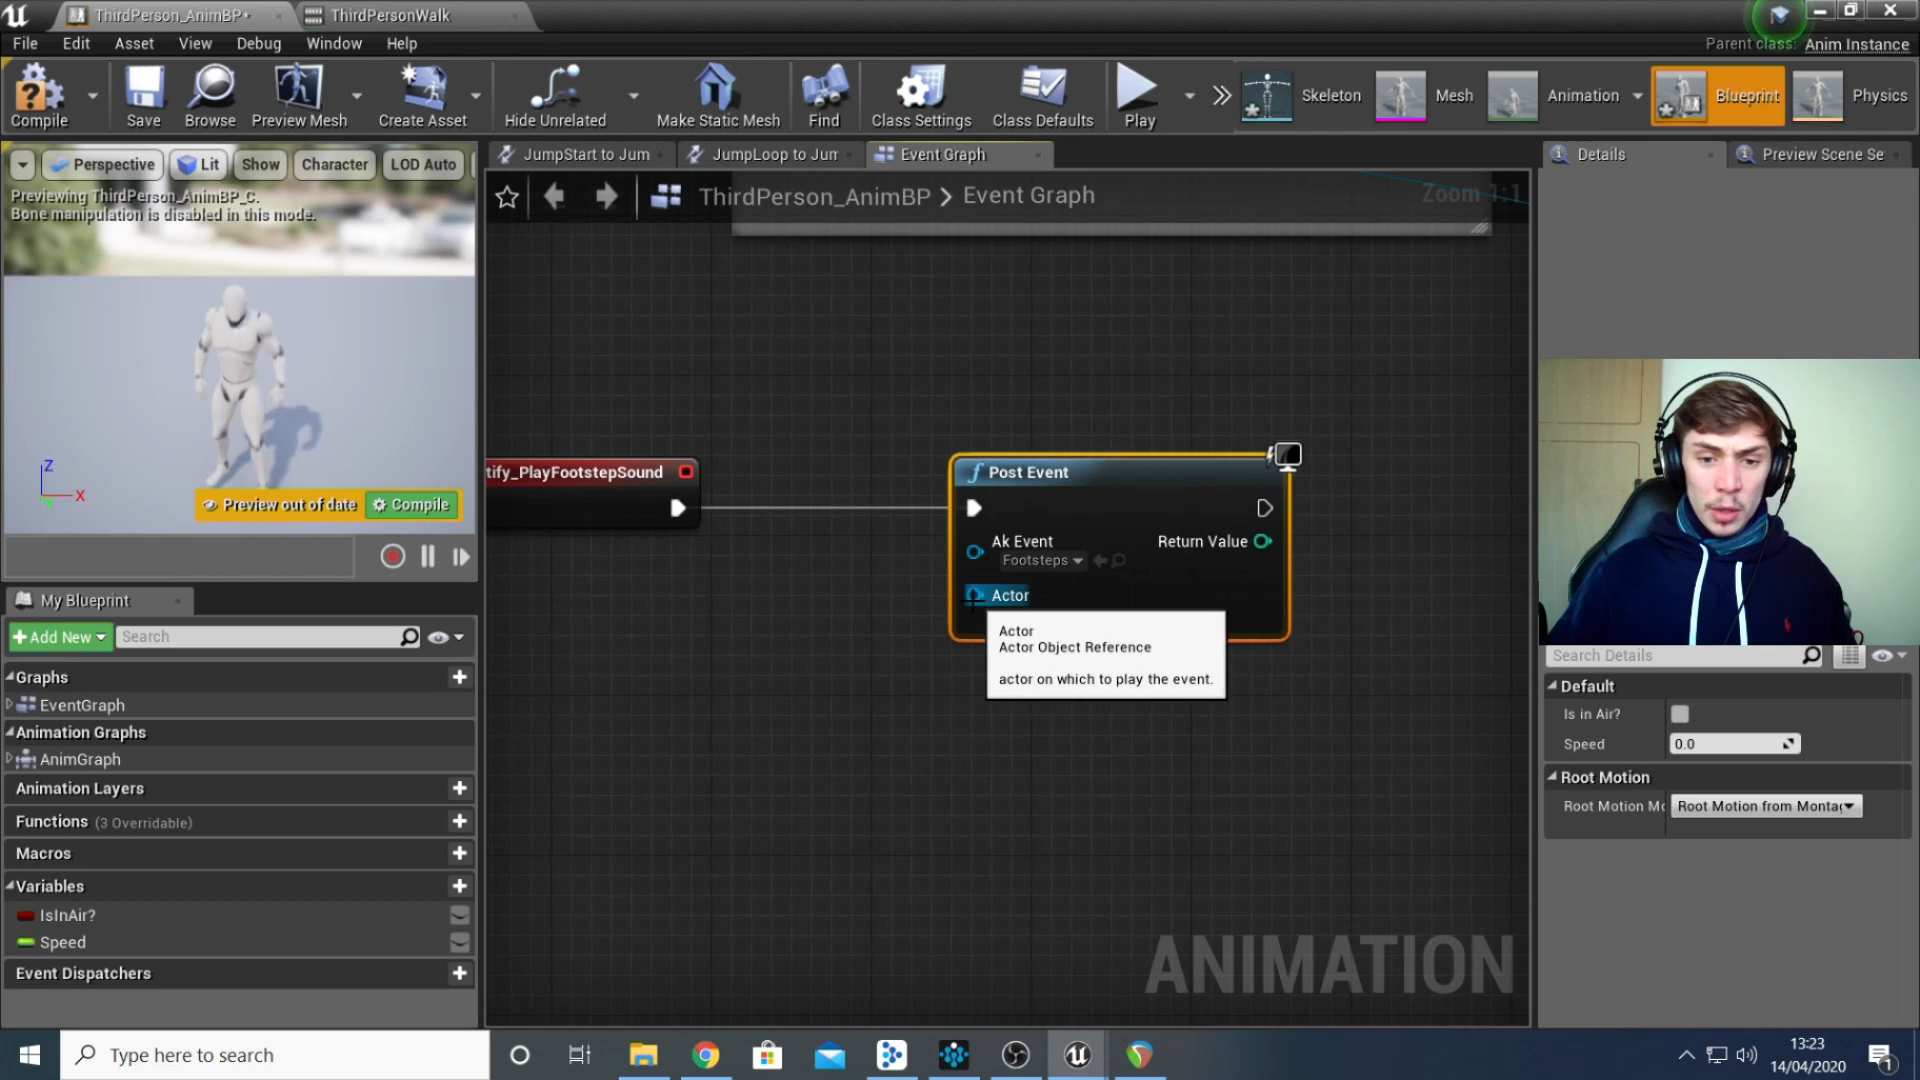 ThirdPerson_AnimBP*
ThirdPersonWalk
File Edit Asset View Debug Window Help
Parent class: Anim Instance
Compile
Save
Browse
Preview Mesh
Create Asset
Hide Unrelated
Make Static Mesh
Find
Class Settings
Class Defaults
Play
Skeleton
Mesh
Animation
Blueprint
Physics
Perspective
Lit
Show
Character
LOD Auto
Previewing ThirdPerson_AnimBP_C.
Bone manipulation is disabled in this mode.
Z
X
Y
Preview out of date
Compile
JumpStart to Jum
JumpLoop to Jum
Event Graph
ThirdPerson_AnimBP > Event Graph
Zoom 1:1
tify_PlayFootstepSound
f Post Event
Ak Event
Footsteps
Return Value
Actor
Actor
Actor Object Reference
actor on which to play the event.
ANIMATION
My Blueprint
+ Add New
Search
Graphs
EventGraph
Animation Graphs
AnimGraph
Animation Layers
Functions (3 Overridable)
Macros
Variables
IsInAir?
Speed
Event Dispatchers
Details
Preview Scene Se
Search Details
Default
Is in Air?
Speed 0.0
Root Motion
Root Motion Mo Root Motion from Montag
Type here to search
13:23
14/04/2020
1